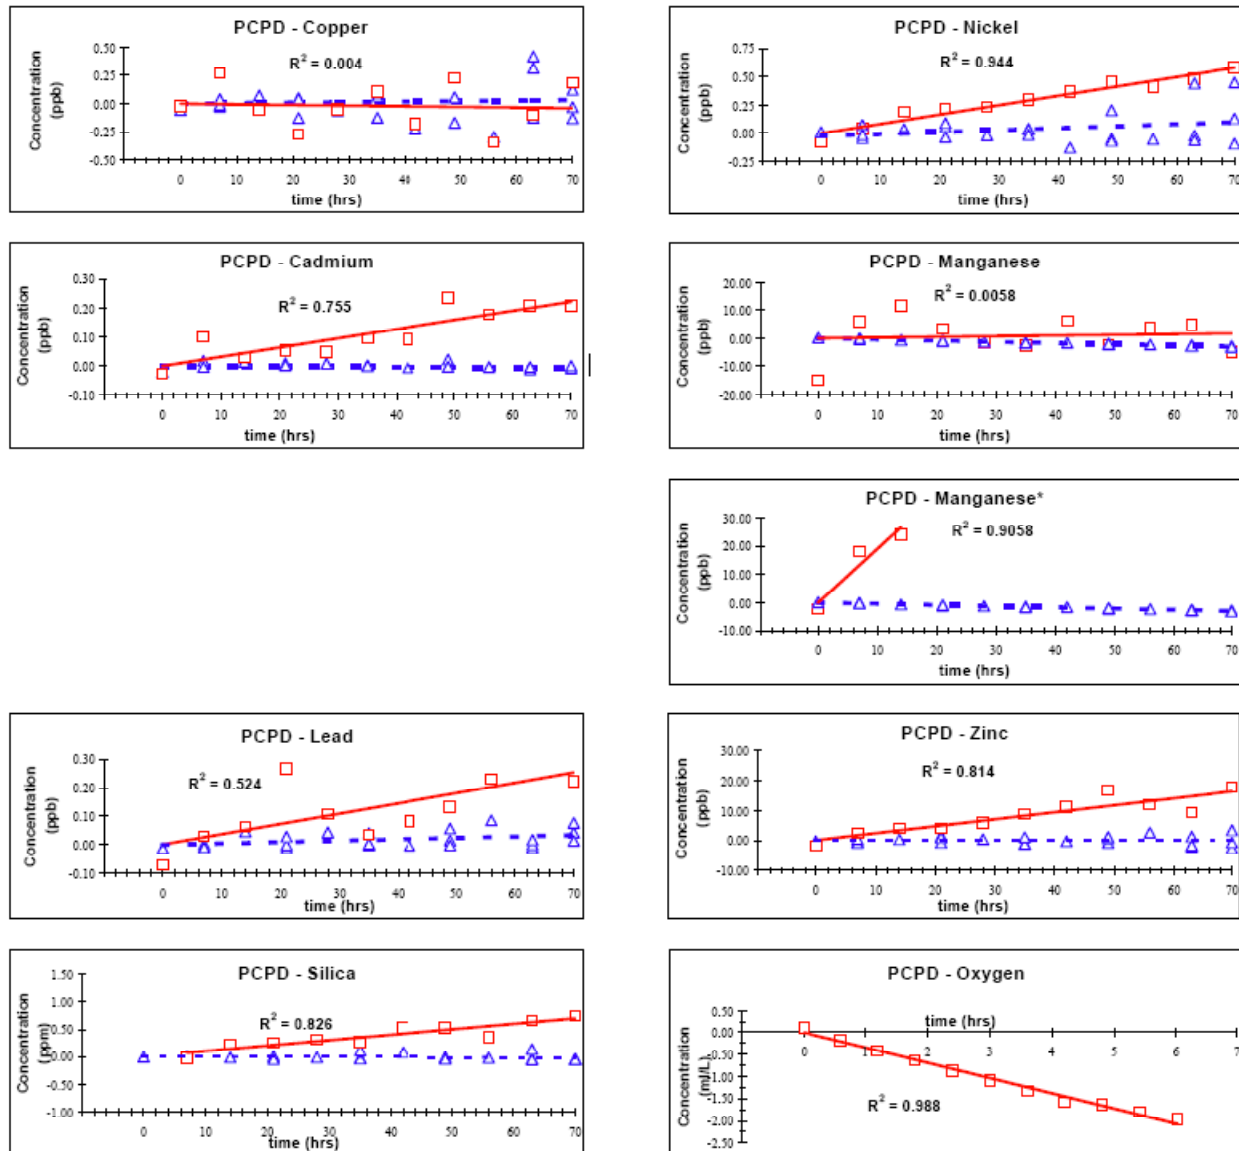 PCPD - Copper
R2 = 0.004
Concentration
(ppb)
0.50
0.25
0.00
-0.25
-0.50
0 10 20 30 40 50 60 70
time (hrs)
PCPD - Nickel
R2 = 0.944
Concentration
(ppb)
0.75
0.50
0.25
0.00
-0.25
0 10 20 30 40 50 60 70
time (hrs)
PCPD - Cadmium
R2 = 0.755
Concentration
(ppb)
0.30
0.20
0.10
0.00
-0.10
0 10 20 30 40 50 60 70
time (hrs)
PCPD - Manganese
R2 = 0.0058
Concentration
(ppb)
20.00
10.00
0.00
-10.00
-20.00
0 10 20 30 40 50 60 70
time (hrs)
PCPD - Manganese*
R2 = 0.9058
Concentration
(ppb)
30.00
20.00
10.00
0.00
-10.00
0 10 20 30 40 50 60 70
time (hrs)
PCPD - Lead
R2 = 0.524
Concentration
(ppb)
0.30
0.20
0.10
0.00
-0.10
0 10 20 30 40 50 60 70
time (hrs)
PCPD - Zinc
R2 = 0.814
Concentration
(ppb)
30.00
20.00
10.00
0.00
-10.00
0 10 20 30 40 50 60 70
time (hrs)
PCPD - Silica
R2 = 0.826
Concentration
(ppm)
1.50
1.00
0.50
0.00
-0.50
-1.00
0 10 20 30 40 50 60 70
time (hrs)
PCPD - Oxygen
time (hrs)
R2 = 0.988
Concentration
(ml/L)
0.50
0.00
-0.50
-1.00
-1.50
-2.00
-2.50
0 1 2 3 4 5 6 7